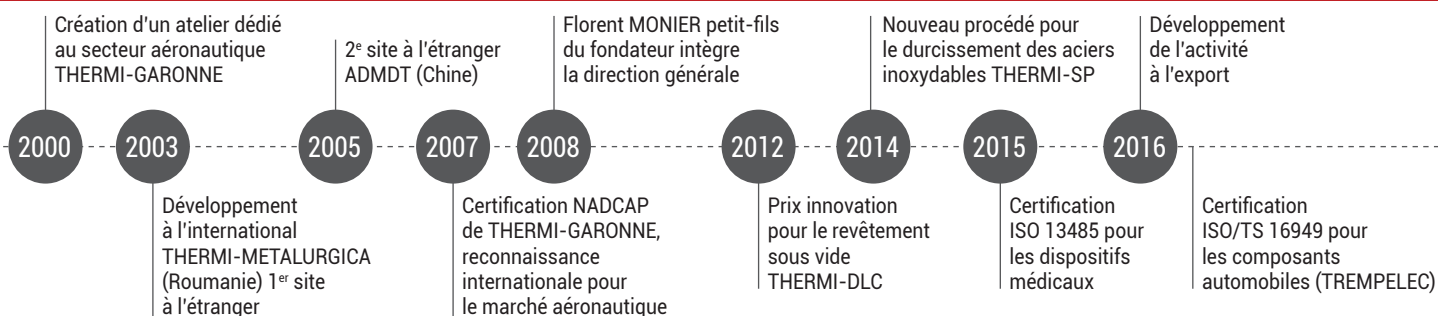 Création d'un atelier dédié
au secteur aéronautique
THERMI-GARONNE
2e site à l'étranger
ADMDT (Chine)
Florent MONIER petit-fils
du fondateur intègre
la direction générale
Nouveau procédé pour
le durcissement des aciers
inoxydables THERMI-SP
Développement
de l'activité
à l'export
2000
2003
2005
2007
2008
2012
2014
2015
2016
Développement
à l'international
THERMI-METALURGICA
(Roumanie) 1er site
à l'étranger
Certification NADCAP
de THERMI-GARONNE,
reconnaissance
internationale pour
le marché aéronautique
Prix innovation
pour le revêtement
sous vide
THERMI-DLC
Certification
ISO 13485 pour
les dispositifs
médicaux
Certification
ISO/TS 16949 pour
les composants
automobiles (TREMPELEC)